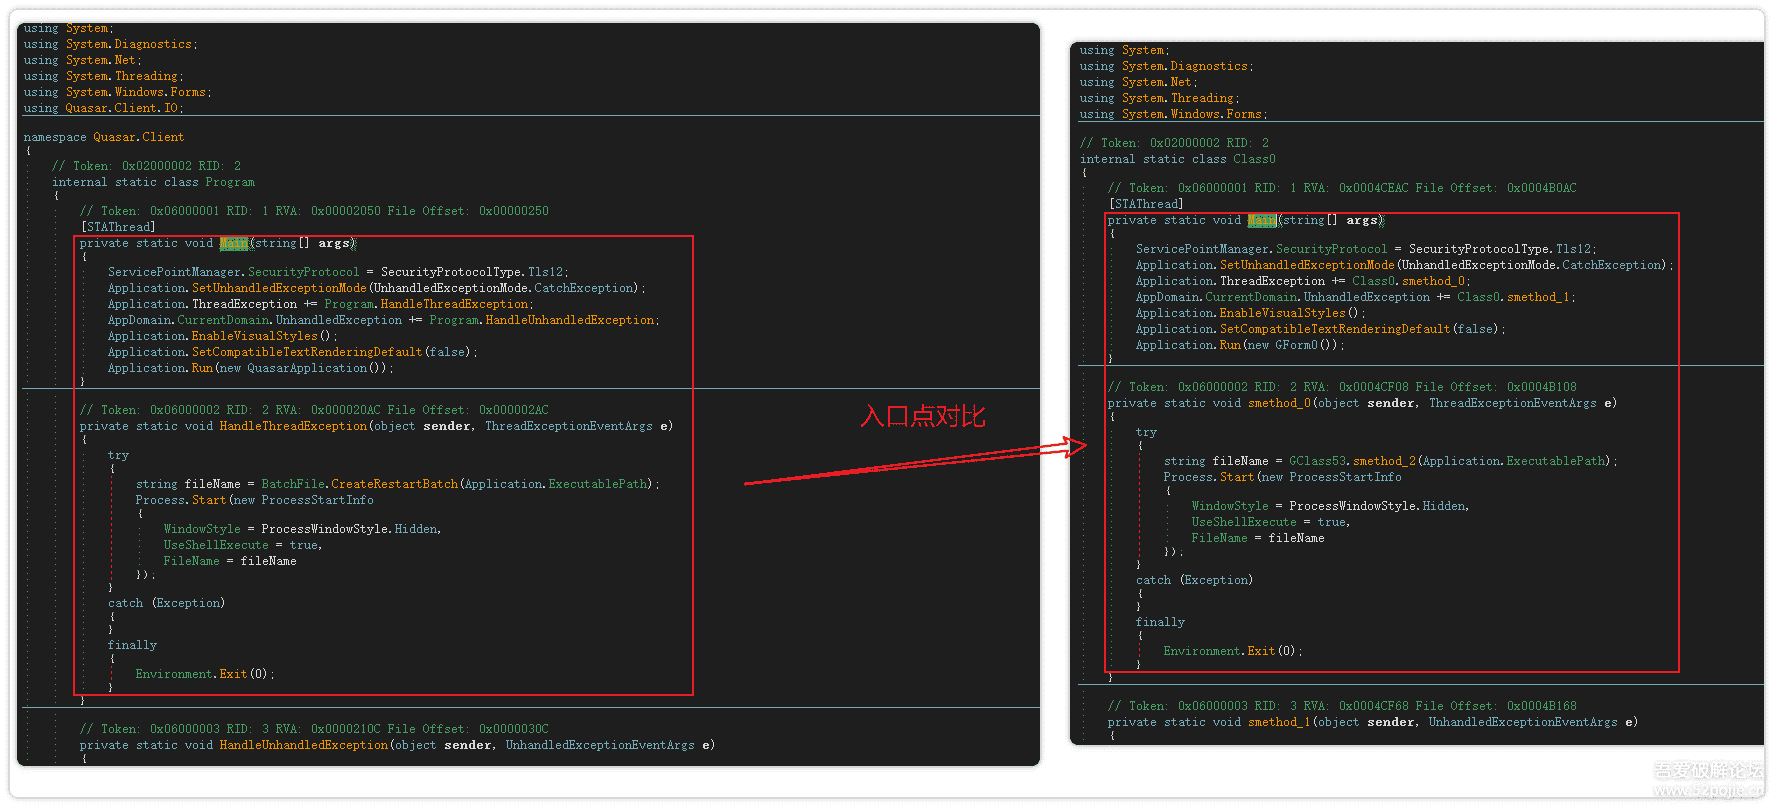 using System;
using System.Diagnostics;
using System.Net;
using System.Threading;
using System.Windows.Forms;
using Quasar.Client.IO;
namespace Quasar.Client
{
// Token: 0x02000002 RID: 2
internal static class Program
{
// Token: 0x06000001 RID: 1 RVA: 0x00002050 File Offset: 0x00000250
[STAThread]
private static void Main(string[] args)
{
ServicePointManager.SecurityProtocol = SecurityProtocolType.Tls12;
Application.SetUnhandledExceptionMode(UnhandledExceptionMode.CatchException);
Application.ThreadException += Program.HandleThreadException;
AppDomain.CurrentDomain.UnhandledException += Program.HandleUnhandledException;
Application.EnableVisualStyles();
Application.SetCompatibleTextRenderingDefault(false);
Application.Run(new QuasarApplication());
}
// Token: 0x06000002 RID: 2 RVA: 0x000020AC File Offset: 0x000002AC
private static void HandleThreadException(object sender, ThreadExceptionEventArgs e)
{
try
{
string fileName = BatchFile.CreateRestartBatch(Application.ExecutablePath);
Process.Start(new ProcessStartInfo
{
WindowStyle = ProcessWindowStyle.Hidden,
UseShellExecute = true,
FileName = fileName
});
}
catch (Exception)
{
}
finally
{
Environment.Exit(0);
}
}
// Token: 0x06000003 RID: 3 RVA: 0x0000210C File Offset: 0x0000030C
private static void HandleUnhandledException(object sender, UnhandledExceptionEventArgs e)
{
入口点对比
using System;
using System.Diagnostics;
using System.Net;
using System.Threading;
using System.Windows.Forms;
// Token: 0x02000002 RID: 2
internal static class Class0
{
// Token: 0x06000001 RID: 1 RVA: 0x0004CEAC File Offset: 0x0004B0AC
[STAThread]
private static void Main(string[] args)
{
ServicePointManager.SecurityProtocol = SecurityProtocolType.Tls12;
Application.SetUnhandledExceptionMode(UnhandledExceptionMode.CatchException);
Application.ThreadException += Class0.smethod_0;
AppDomain.CurrentDomain.UnhandledException += Class0.smethod_1;
Application.EnableVisualStyles();
Application.SetCompatibleTextRenderingDefault(false);
Application.Run(new GForm0());
}
// Token: 0x06000002 RID: 2 RVA: 0x0004CF08 File Offset: 0x0004B108
private static void smethod_0(object sender, ThreadExceptionEventArgs e)
{
try
{
string fileName = GClass53.smethod_2(Application.ExecutablePath);
Process.Start(new ProcessStartInfo
{
WindowStyle = ProcessWindowStyle.Hidden,
UseShellExecute = true,
FileName = fileName
});
}
catch (Exception)
{
}
finally
{
Environment.Exit(0);
}
}
// Token: 0x06000003 RID: 3 RVA: 0x0004CF68 File Offset: 0x0004B168
private static void smethod_1(object sender, UnhandledExceptionEventArgs e)
{
吾爱破解论坛
www.52pojie.cn